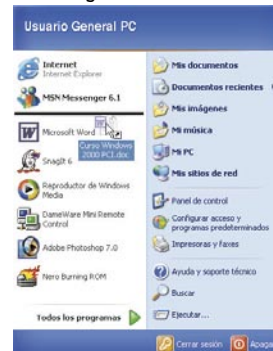 Usuario General PC
Internet
Internet Explorer
MSN Messenger 6.1
Microsoft Word
Curso Windows
2000 PCI.doc
SnagIt 6
Reproductor de Windows
Media
DameWare Mini Remote
Control
Adobe Photoshop 7.0
Nero Burning ROM
Todos los programas
Mis documentos
Documentos recientes
Mis imágenes
Mi música
Mi PC
Mis sitios de red
Panel de control
Configurar acceso y
programas predeterminados
Impresoras y faxes
Ayuda y soporte técnico
Buscar
Ejecutar...
Cerrar sesión
Apaga